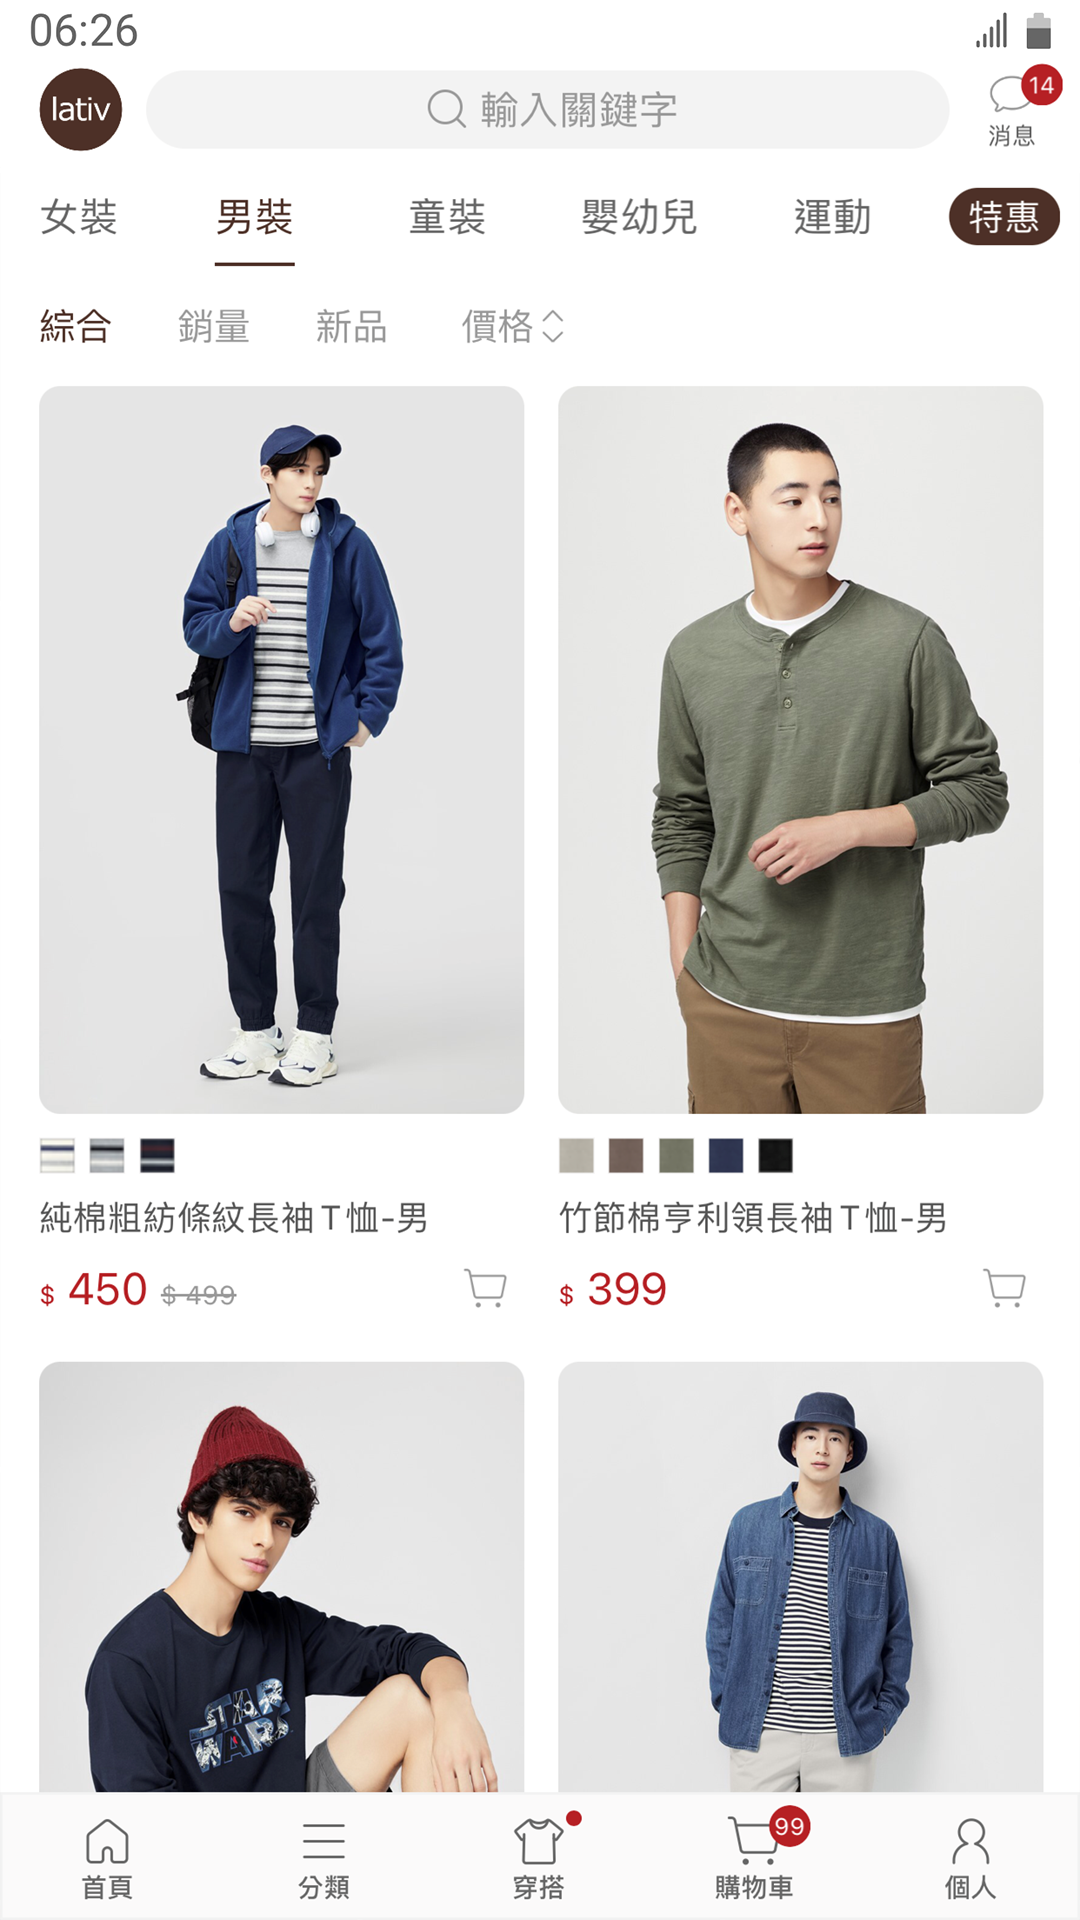 06:26
lativ
輸入關鍵字
14
消息
女裝
男裝
童裝
嬰幼兒
運動
特惠
綜合
銷量
新品
價格
純棉粗紡條紋長袖T恤-男
竹節棉亨利領長袖T恤-男
$ 450 $ 499
$ 399
STAR
WARS
首頁
分類
穿搭
99
購物車
個人